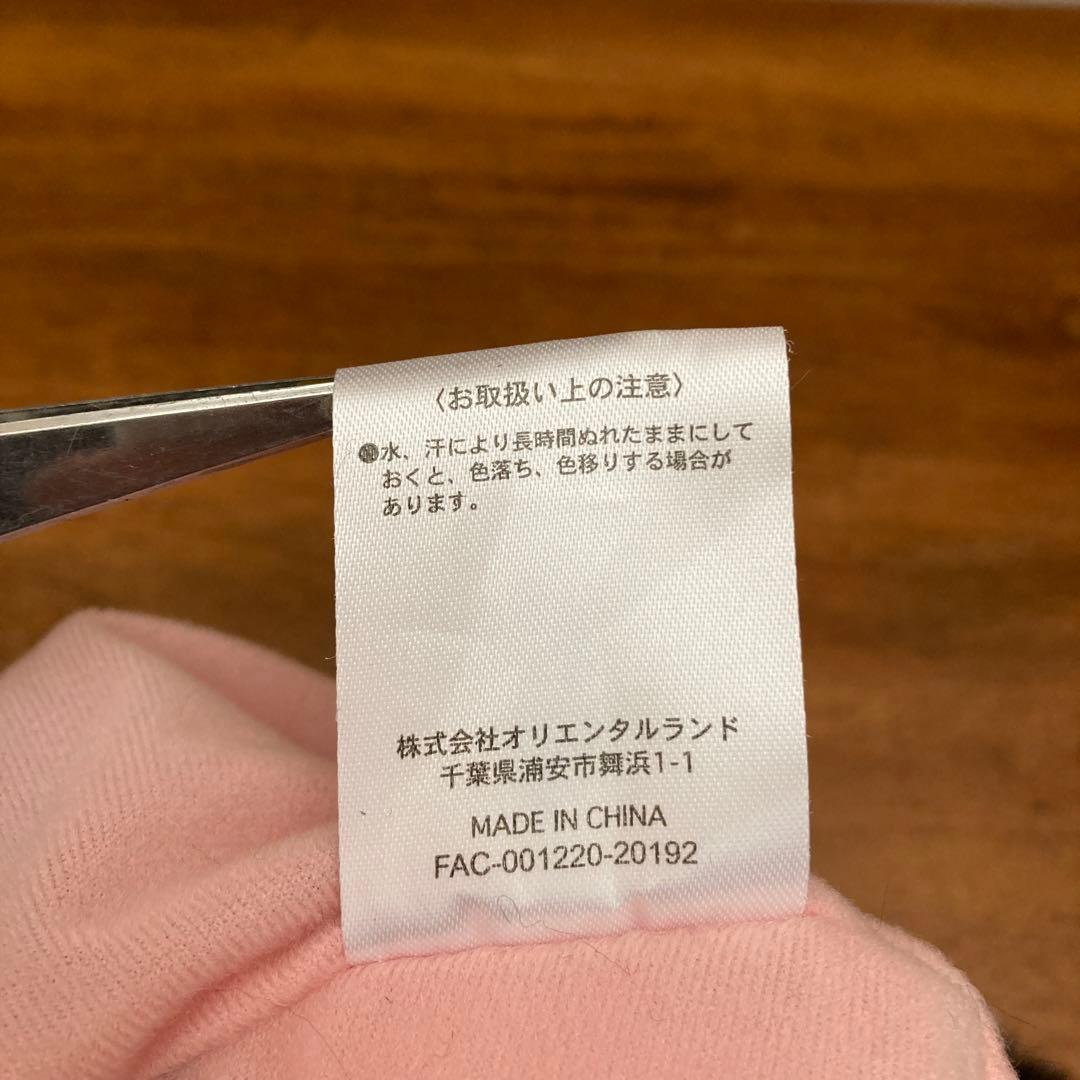 〈お取扱い上の注意〉
水、汗により長時間ぬれたままにして
おくと、色落ち、色移りする場合が
あります。
株式会社オリエンタルランド
千葉県浦安市舞浜1-1
MADE IN CHINA
FAC-001220-20192